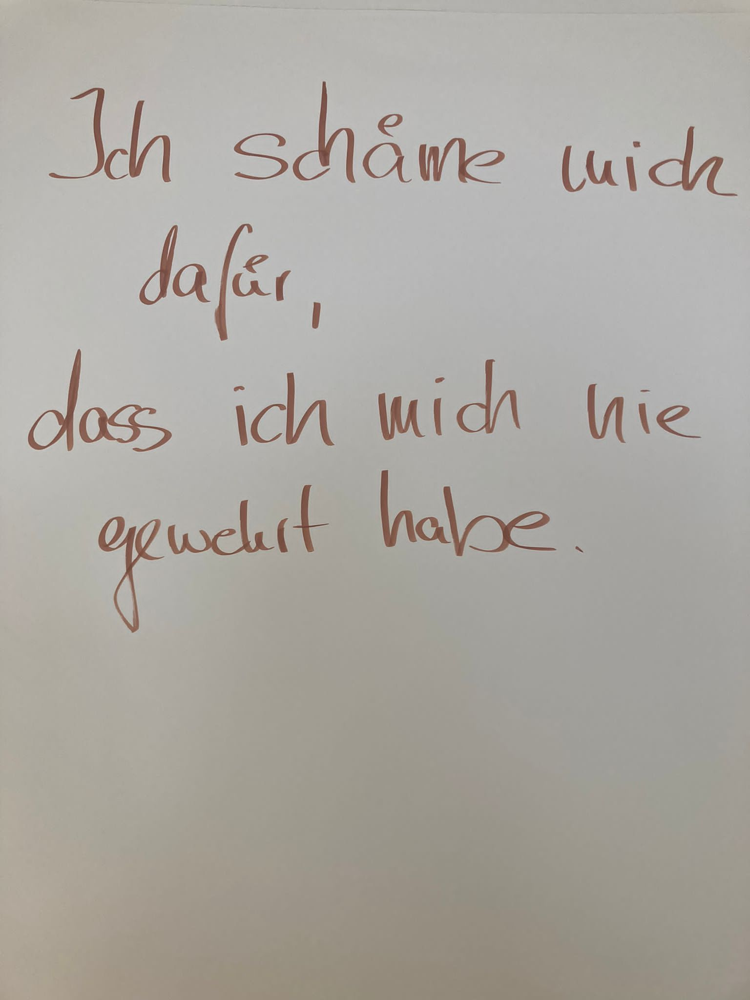 Ich schäme mich
dafür,
dass ich mich nie
gewehrt habe.